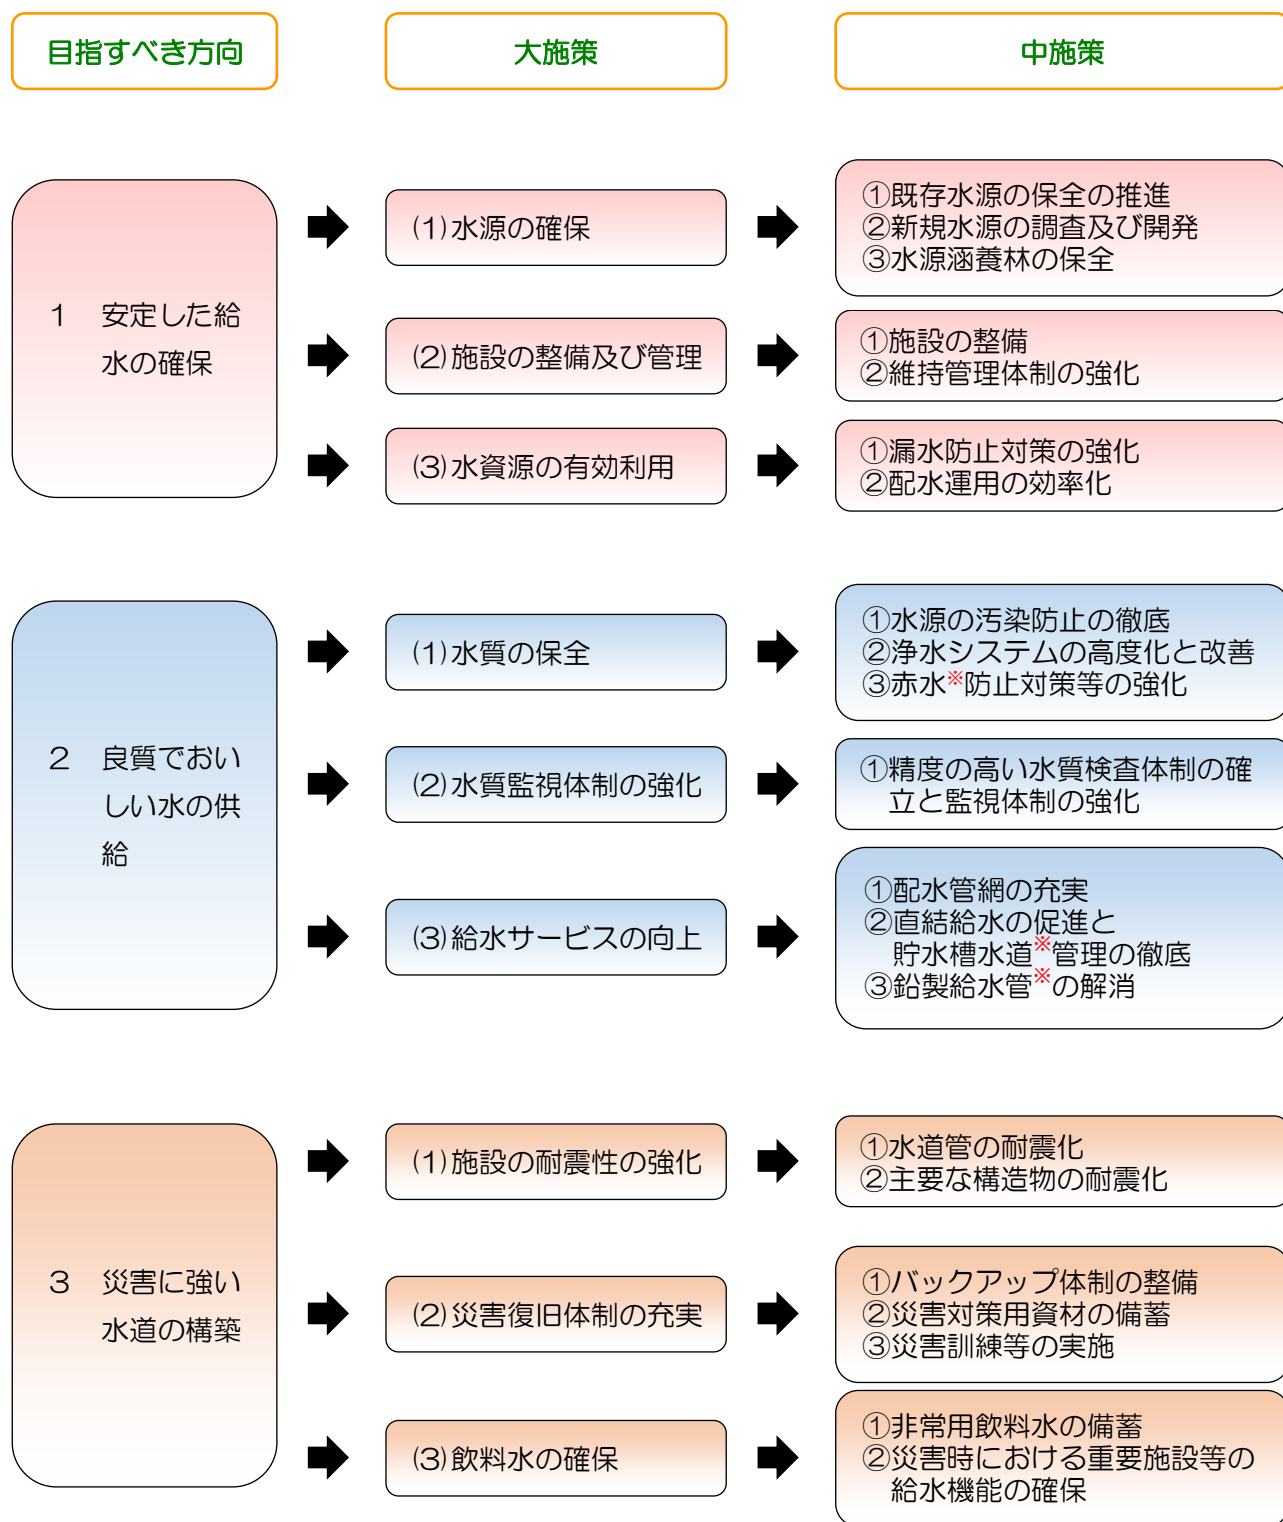 目指すべき方向
大施策
中施策
1 安定した給
水の確保
(1)水源の確保
①既存水源の保全の推進
②新規水源の調査及び開発
③水源涵養林の保全
(2)施設の整備及び管理
①施設の整備
②維持管理体制の強化
(3)水資源の有効利用
①漏水防止対策の強化
②配水運用の効率化
2 良質でおい
しい水の供
給
(1)水質の保全
①水源の汚染防止の徹底
②浄水システムの高度化と改善
③赤水※防止対策等の強化
(2)水質監視体制の強化
①精度の高い水質検査体制の確
立と監視体制の強化
(3)給水サービスの向上
①配水管網の充実
②直結給水の促進と
貯水槽水道※管理の徹底
③鉛製給水管※の解消
3 災害に強い
水道の構築
(1)施設の耐震性の強化
①水道管の耐震化
②主要な構造物の耐震化
(2)災害復旧体制の充実
①バックアップ体制の整備
②災害対策用資材の備蓄
③災害訓練等の実施
(3)飲料水の確保
①非常用飲料水の備蓄
②災害時における重要施設等の
給水機能の確保